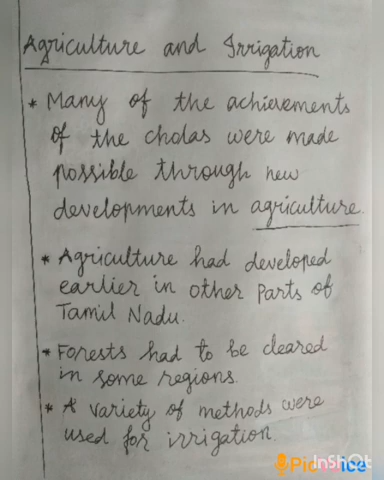 Agriculture and Irrigation
* Many of the achievements
of the cholas were made
possible through new
developments in agriculture.
* Agriculture had developed
earlier in other Parts of
Tamil Nadu.
* Forests had to be cleared
in some regions.
* A variety of methods were
used for irrigation.
InShOt